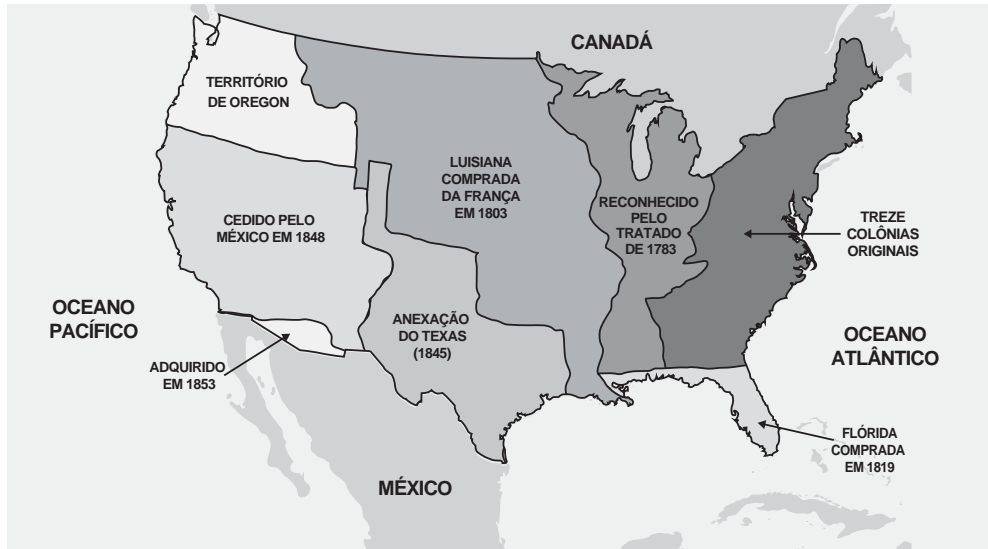 CANADÁ
TERRITÓRIO
DE OREGON
LUISIANA
COMPRADA
DA FRANÇA
EM 1803
RECONHECIDO
PELO
TRATADO
DE 1783
TREZE
COLÔNIAS
ORIGINAIS
CEDIDO PELO
MÉXICO EM 1848
OCEANO
PACÍFICO
ANEXAÇÃO
DO TEXAS
(1845)
OCEANO
ATLÂNTICO
ADQUIRIDO
EM 1853
FLÓRIDA
COMPRADA
EM 1819
MÉXICO